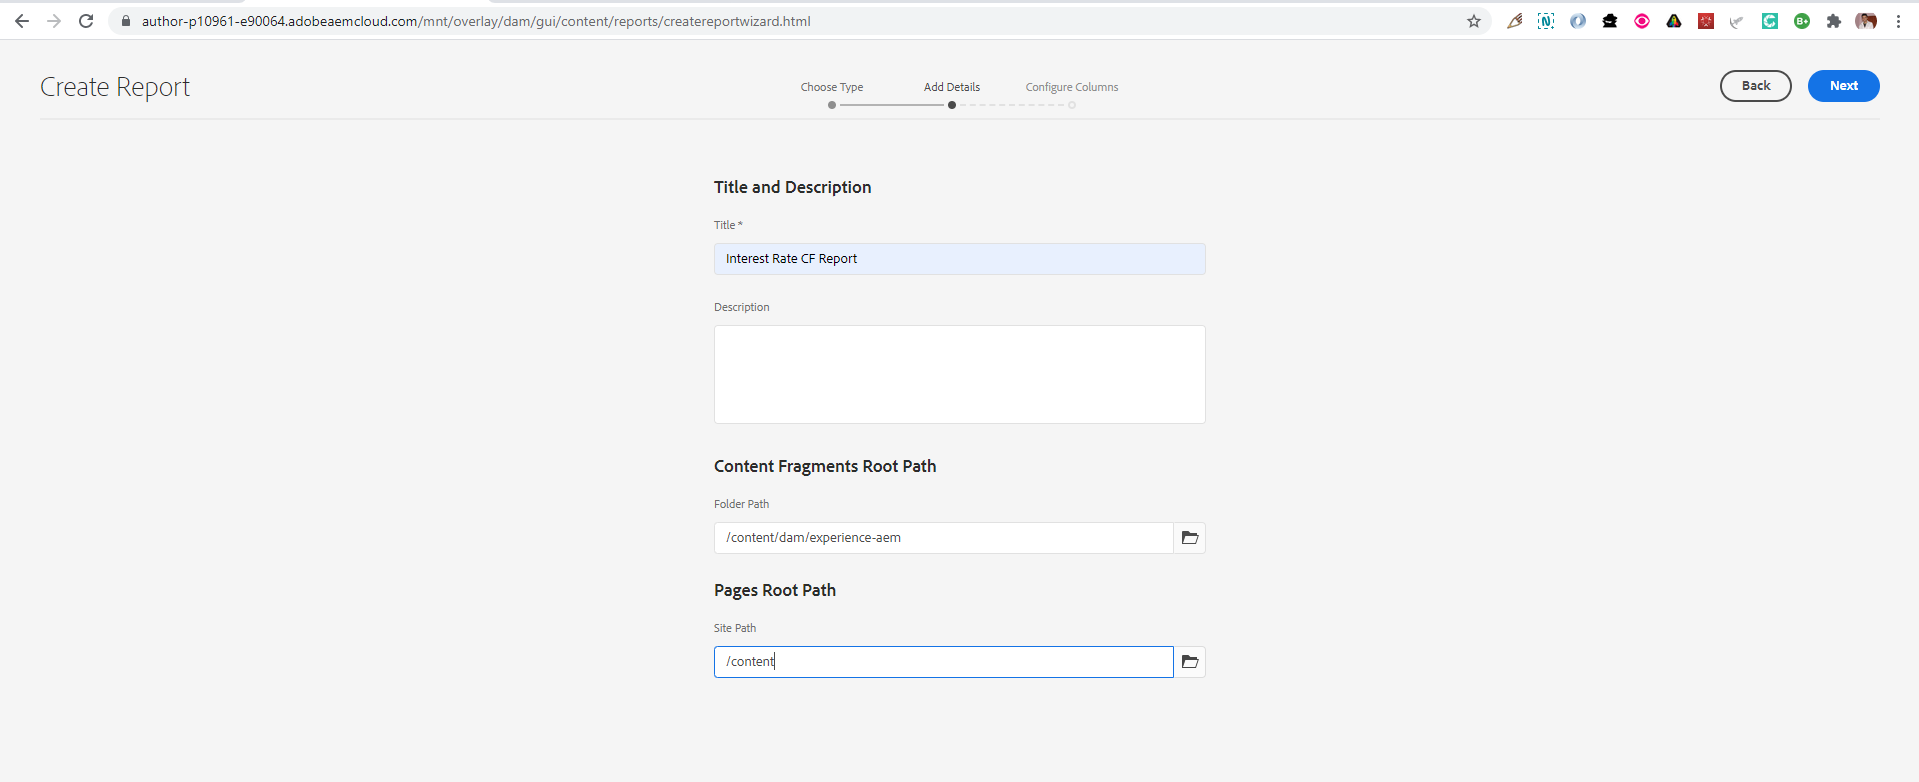 author-p10961-e90064.adobeaemcloud.com/mnt/overlay/dam/gui/content/reports/createreportwizard.html
Create Report
Choose Type
Add Details
Configure Columns
Back
Next
Title and Description
Title *
Interest Rate CF Report
Description
Content Fragments Root Path
Folder Path
/content/dam/experience-aem
Pages Root Path
Site Path
/content